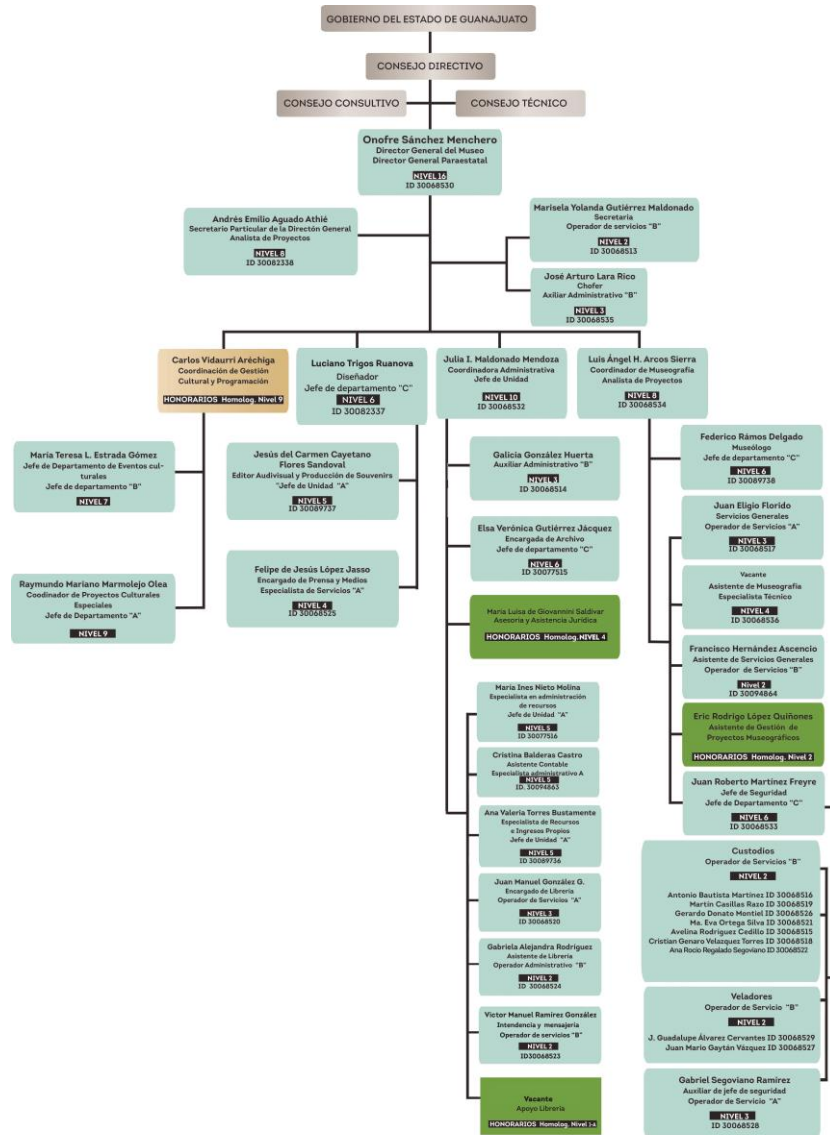 GOBIERNO DEL ESTADO DE GUANAJUATO
CONSEJO DIRECTIVO
CONSEJO CONSULTIVO
CONSEJO TÉCNICO
Onofre Sánchez Menchero
Director General del Museo
Director General Paraestatal
NIVEL 16
ID 30068530
Andrés Emilio Aguado Athié
Secretario Particular de la Directón General
Analista de Proyectos
NIVEL 8
ID 30082338
Marisela Yolanda Gutiérrez Maldonado
Secretaria
Operador de servicios "B"
NIVEL 2
ID 30068513
José Arturo Lara Rico
Chofer
Axiliar Administrativo "B"
NIVEL 3
ID 30068535
Carlos Vidaurri Aréchiga
Coordinación de Gestión
Cultural y Programación
HONORARIOS Homolog. Nivel 9
Luciano Trigos Ruanova
Diseñador
Jefe de departamento "C"
NIVEL 6
ID 30082337
Julia I. Maldonado Mendoza
Coordinadora Administrativa
Jefe de Unidad
NIVEL 10
ID 30068532
Luis Ángel H. Arcos Sierra
Coordinador de Museografía
Analista de Proyectos
NIVEL 8
ID 30068534
María Teresa L. Estrada Gómez
Jefe de Departamento de Eventos cul-
turales
Jefe de departamento "B"
NIVEL 7
Raymundo Mariano Marmolejo Olea
Coodinador de Proyectos Culturales
Especiales
Jefe de Departamento "A"
NIVEL 9
Jesús del Carmen Cayetano
Flores Sandoval
Editor Audivisual y Producción de Souvenirs
"Jefe de Unidad "A"
NIVEL 5
ID 30089737
Felipe de Jesús López Jasso
Encargado de Prensa y Medios
Especialista de Servicios "A"
NIVEL 4
ID 30068525
Galicia González Huerta
Auxiliar Administrativo "B"
NIVEL 3
ID 30068514
Elsa Verónica Gutiérrez Jácquez
Encargada de Archivo
Jefe de departamento "C"
NIVEL 6
ID 30077515
María Luisa de Giovannini Saldívar
Asesoría y Asistencia Jurídica
HONORARIOS Homolog. NIVEL 4
María Ines Nieto Molina
Especialista en administración
de recursos
Jefe de Unidad "A"
NIVEL 5
ID 30077516
Cristina Balderas Castro
Asistente Contable
Especialista administrativo A
NIVEL 5
ID. 30094863
Ana Valeria Torres Bustamente
Especialista de Recursos
e Ingresos Propios
Jefe de Unidad "A"
NIVEL 5
ID 30089736
Juan Manuel González G.
Encargado de Librería
Operador de Servicios "A"
NIVEL 3
ID 30068520
Gabriela Alejandra Rodríguez
Asistente de Librería
Operador Administrativo "B"
NIVEL 2
ID 30068524
Victor Manuel Ramírez González
Intendencia y mensajería
Operador de servicios "B"
NIVEL 2
ID30068523
Vacante
Apoyo Librería
HONORARIOS Homolog. Nivel
Federico Rámos Delgado
Museólogo
Jefe de departamento "C"
NIVEL 6
ID 30089738
Juan Eligio Florido
Servicios Generales
Operador de Servicios "A"
NIVEL 3
ID 30068517
Vacante
Asistente de Museografía
Especialista Técnico
NIVEL 4
ID 30068536
Francisco Hernández Ascencio
Asistente de Servicios Generales
Operador de Servicios "B"
Nivel 2
ID 30094864
Eric Rodrigo López Quiñones
Asistente de Gestión de
Proyectos Museográficos
HONORARIOS Homolog. Nivel 2
Juan Roberto Martínez Freyre
Jefe de Seguridad
Jefe de Departamento "C"
NIVEL 6
ID 30068533
Custodios
Operador de Servicios "B"
NIVEL 2
Antonio Bautista Martínez ID 30068516
Martín Casillas Razo ID 30068519
Gerardo Donato Montiel ID 30068526
Ma. Eva Ortega Silva ID 30068521
Avelina Rodríguez Cedillo ID 30068515
Cristian Genaro Velasquez Torres ID 30068518
Ana Rocio Regalado Segoviano ID 30068522
Veladores
Operador de Servicio "B"
NIVEL 2
J. Guadalupe Álvarez Cervantes ID 30068529
Juan Mario Gaytán Vázquez ID 30068527
Gabriel Segoviano Ramírez
Auxiliar de jefe de seguridad
Operador de Servicio "A"
NIVEL 3
ID 30068528